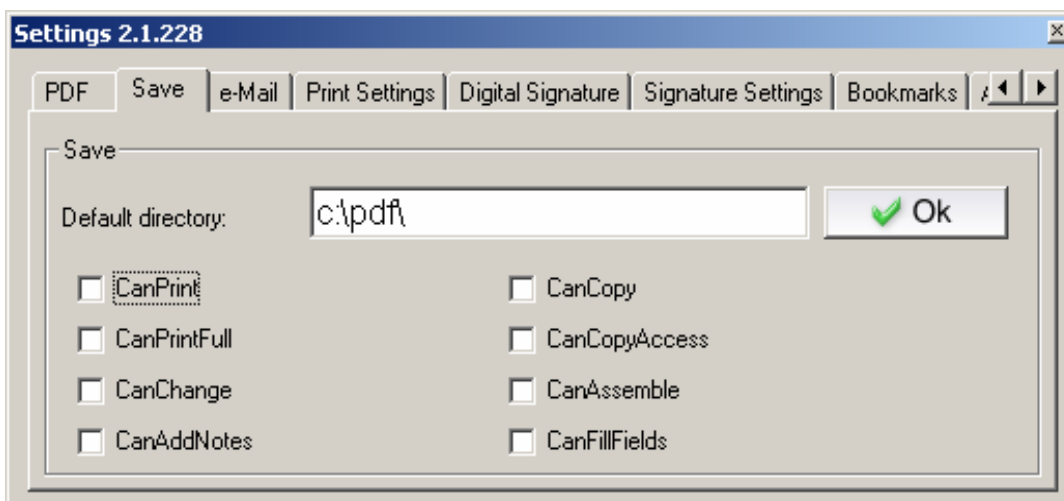 Settings 2.1.228
PDF Save e-Mail Print Settings Digital Signature Signature Settings Bookmarks
Save
Default directory: c:\pdf\ Ok
CanPrint CanCopy
CanPrintFull CanCopyAccess
CanChange CanAssemble
CanAddNotes CanFillFields